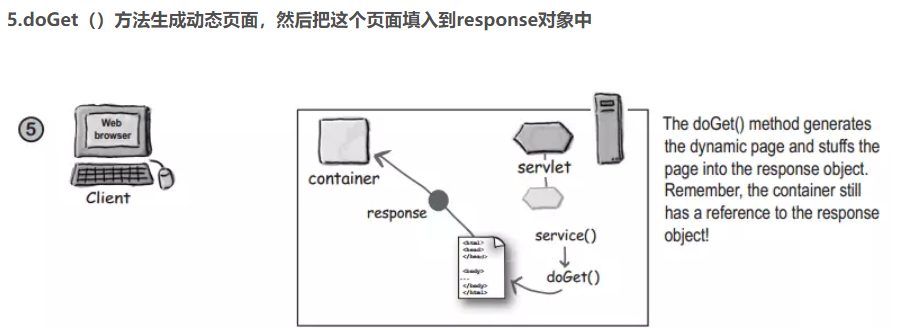 5.doGet（）方法生成动态页面，然后把这个页面填入到response对象中
5
Web
browser
Client
container
response
servlet
service()
doGet()
<html>
<head>
</head>
<body>
...
</body>
</html>
The doGet() method generates
the dynamic page and stuffs the
page into the response object.
Remember, the container still
has a reference to the response
object!